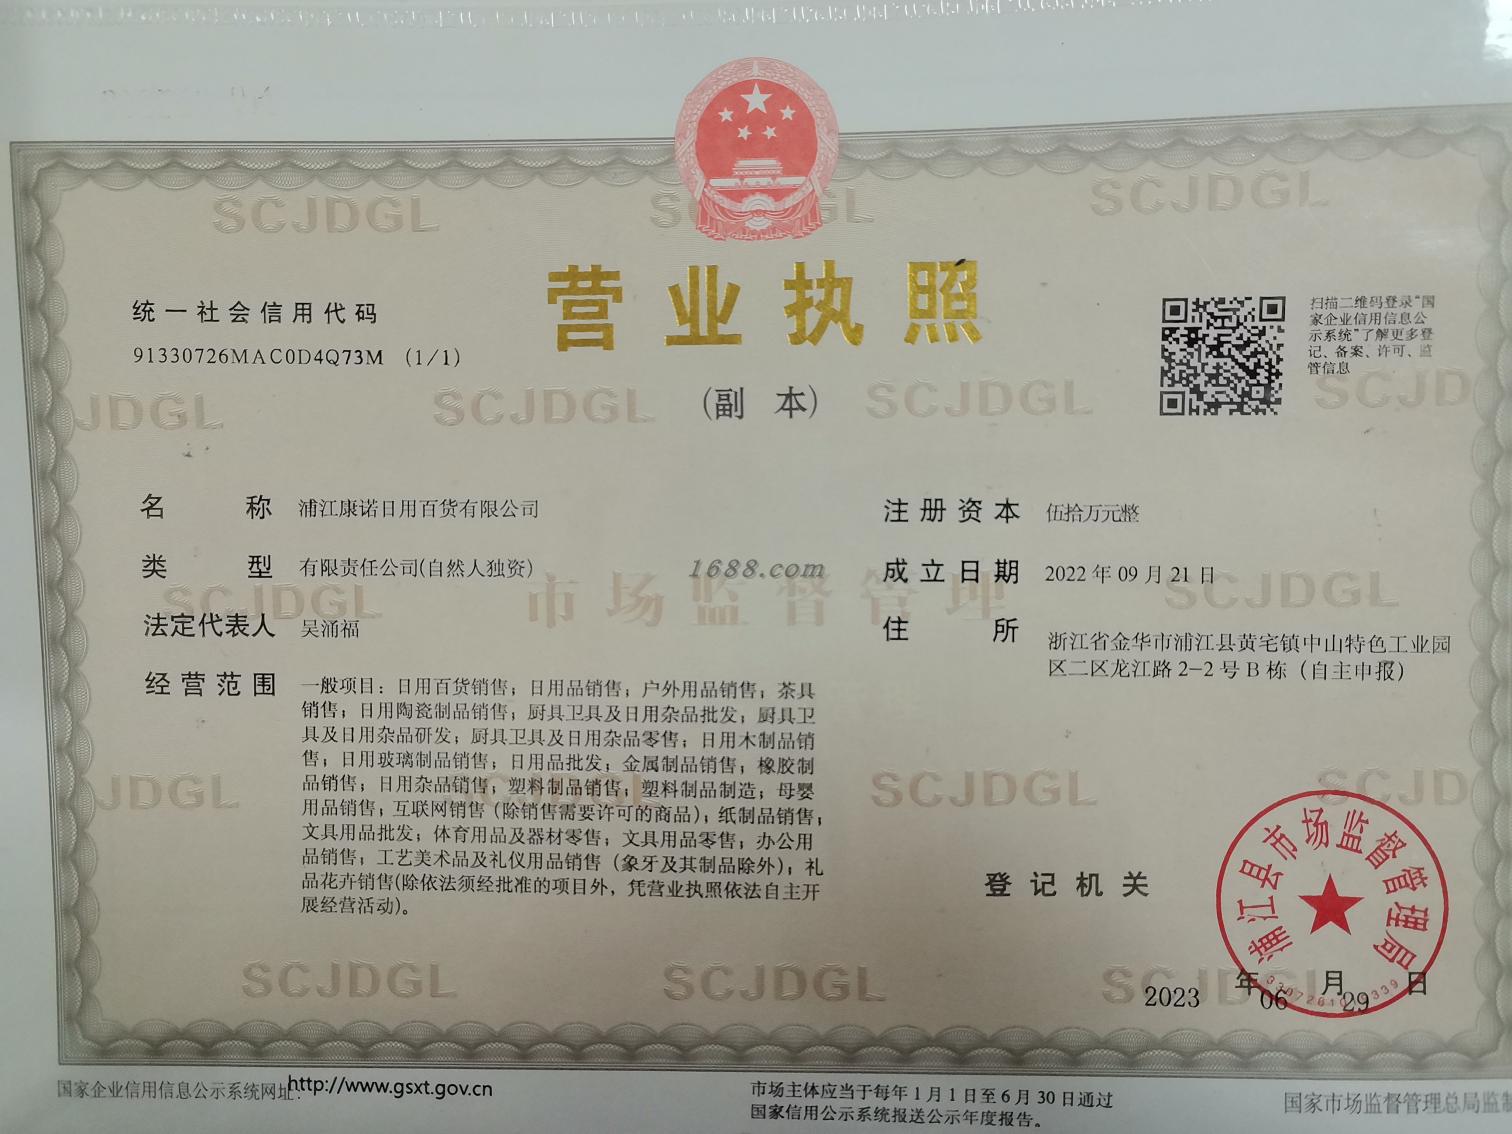 营业执照
(副 本)
统一社会信用代码
91330726MAC0D4Q73M (1/1)
扫描二维码登录“国
家企业信用信息公
示系统”了解更多登
记、备案、许可、监
管信息
名 称 浦江康诺日用百货有限公司
类 型 有限责任公司(自然人独资)
法定代表人 吴涌福
经营范围 一般项目：日用百货销售；日用品销售；户外用品销售；茶具
销售；日用陶瓷制品销售；厨具卫具及日用杂品批发；厨具卫
具及日用杂品研发；厨具卫具及日用杂品零售；日用木制品销
售；日用玻璃制品销售；日用品批发；金属制品销售；橡胶制
品销售；日用杂品销售；塑料制品销售；塑料制品制造；母婴
用品销售；互联网销售（除销售需要许可的商品）；纸制品销售；
文具用品批发；体育用品及器材零售；文具用品零售；办公用
品销售；工艺美术品及礼仪用品销售（象牙及其制品除外）；礼
品花卉销售(除依法须经批准的项目外，凭营业执照依法自主开
展经营活动)。
注册资本 伍拾万元整
成立日期 2022年09月21日
住 所 浙江省金华市浦江县黄宅镇中山特色工业园
区二区龙江路2-2号B栋（自主申报）
1688.com
市场监督管理
SCJDGL
登记机关
浦江县市场监督管理局
2023年06月29日
国家企业信用信息公示系统网址：http://www.gsxt.gov.cn
市场主体应当于每年1月1日至6月30日通过
国家信用公示系统报送公示年度报告。
国家市场监督管理总局监制